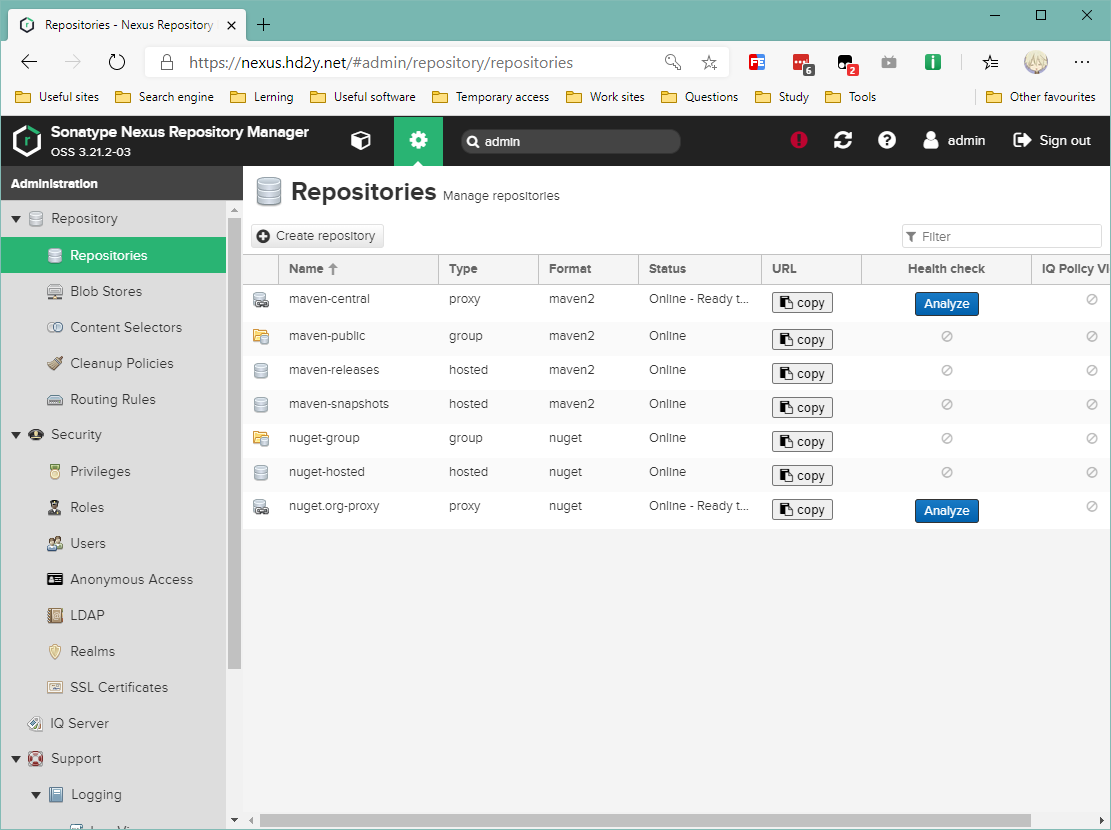 Repositories - Nexus Repository
https://nexus.hd2y.net/#admin/repository/repositories
6
2
Useful sites
Search engine
Lerning
Useful software
Temporary access
Work sites
Questions
Study
Tools
Other favourites
Sonatype Nexus Repository Manager
OSS 3.21.2-03
admin
admin
Sign out
Administration
Repository
Repositories
Blob Stores
Content Selectors
Cleanup Policies
Routing Rules
Security
Privileges
Roles
Users
Anonymous Access
LDAP
Realms
SSL Certificates
IQ Server
Support
Logging
Repositories Manage repositories
Create repository
Filter
Name Type Format Status URL Health check IQ Policy Vi
maven-central proxy maven2 Online - Ready t... copy Analyze
maven-public group maven2 Online copy
maven-releases hosted maven2 Online copy
maven-snapshots hosted maven2 Online copy
nuget-group group nuget Online copy
nuget-hosted hosted nuget Online copy
nuget.org-proxy proxy nuget Online - Ready t... copy Analyze